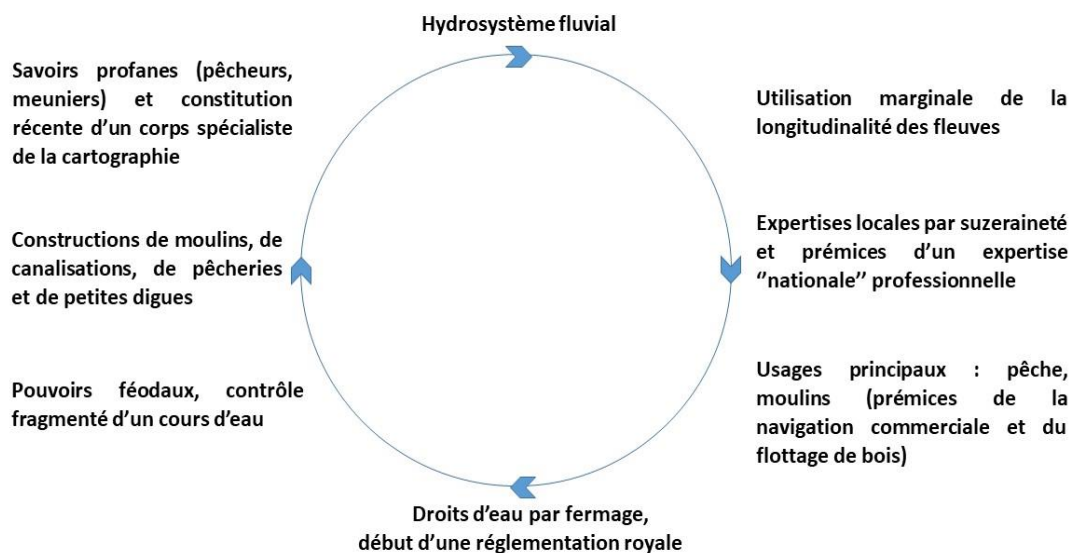 Hydrosystème fluvial
Savoirs profanes (pêcheurs,
meuniers) et constitution
récente d'un corps spécialiste
de la cartographie
Utilisation marginale de la
longitudinalité des fleuves
Constructions de moulins, de
canalisations, de pêcheries
et de petites digues
Expertises locales par suzeraineté
et prémices d'un expertise
‘‘nationale’’ professionnelle
Pouvoirs féodaux, contrôle
fragmenté d'un cours d'eau
Usages principaux : pêche,
moulins (prémices de la
navigation commerciale et du
flottage de bois)
Droits d'eau par fermage,
début d'une réglementation royale